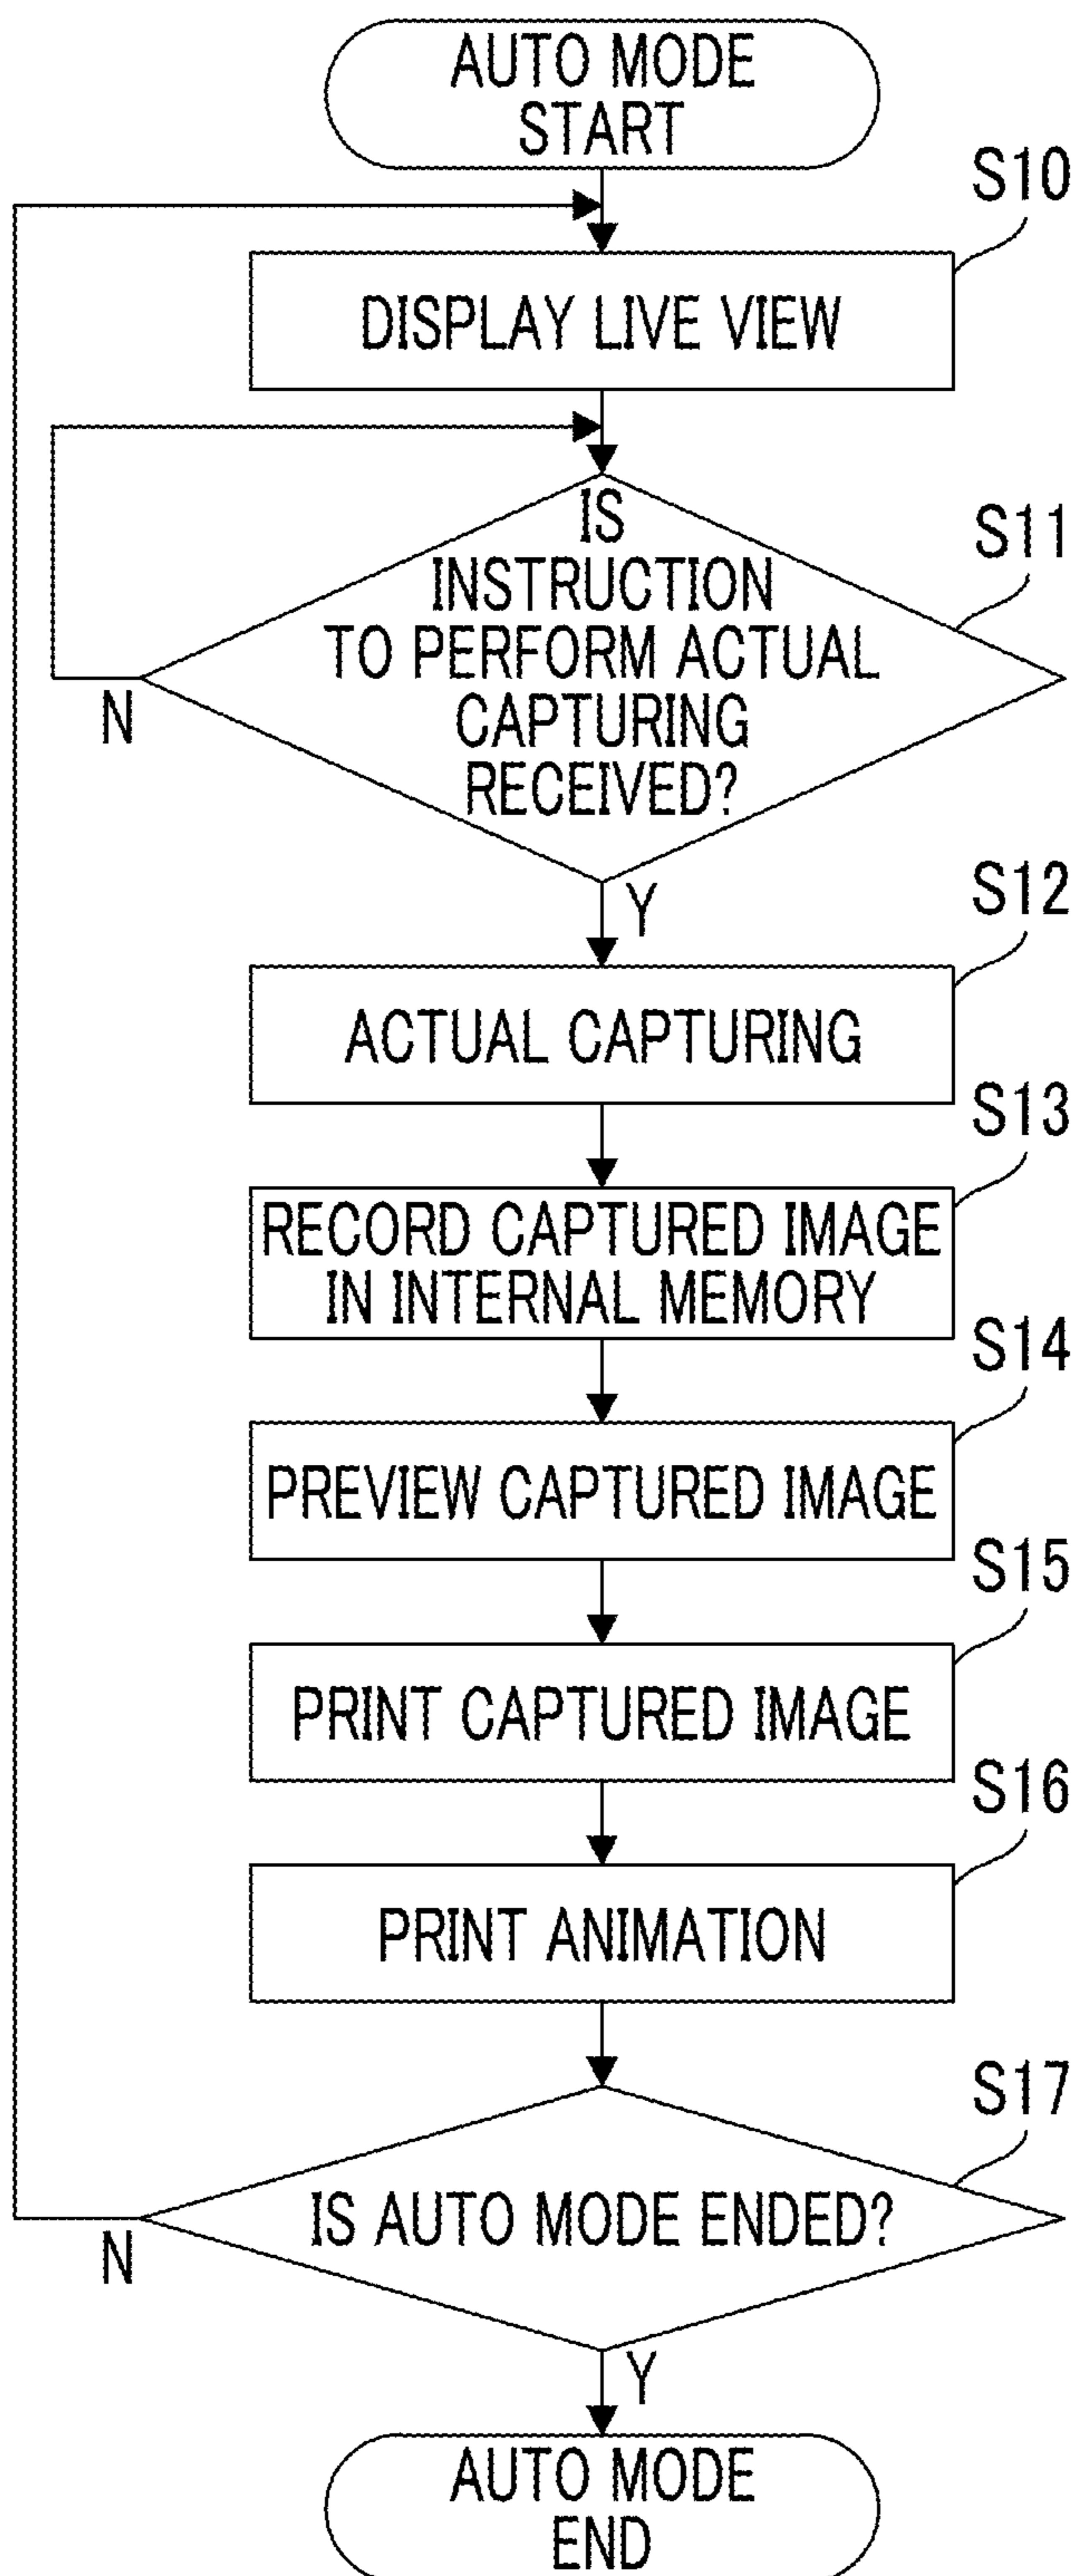 AUTO MODE
START
S10
DISPLAY LIVE VIEW
IS
INSTRUCTION
TO PERFORM ACTUAL
CAPTURING
RECEIVED?
S11
N
Y
S12
ACTUAL CAPTURING
S13
RECORD CAPTURED IMAGE
IN INTERNAL MEMORY
S14
PREVIEW CAPTURED IMAGE
S15
PRINT CAPTURED IMAGE
S16
PRINT ANIMATION
S17
IS AUTO MODE ENDED?
N
Y
AUTO MODE
END